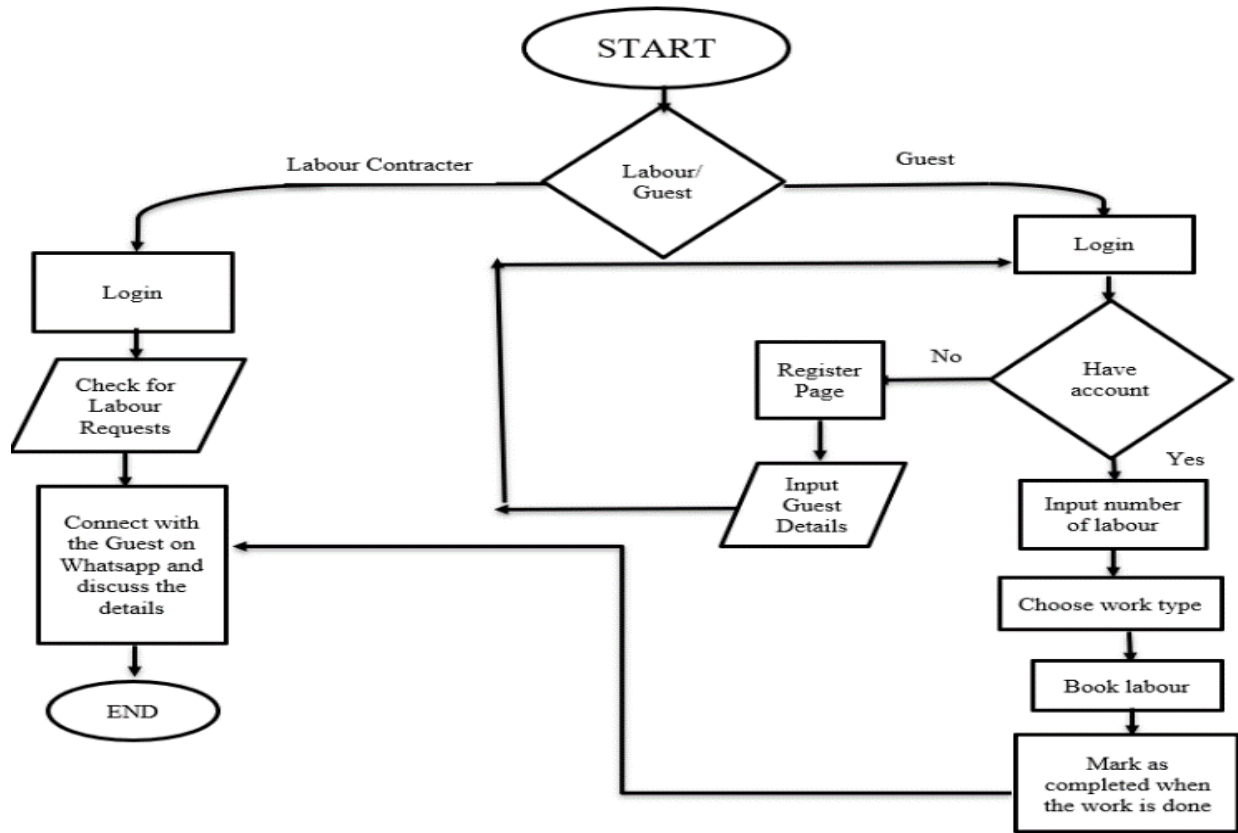 START
Labour Contracter
Labour/
Guest
Guest
Login
Login
Check for
Labour
Requests
Register
Page
No
Have
account
Yes
Connect with
the Guest on
Whatsapp and
discuss the
details
Input
Guest
Details
Input number
of labour
Choose work type
Book labour
END
Mark as
completed when
the work is done